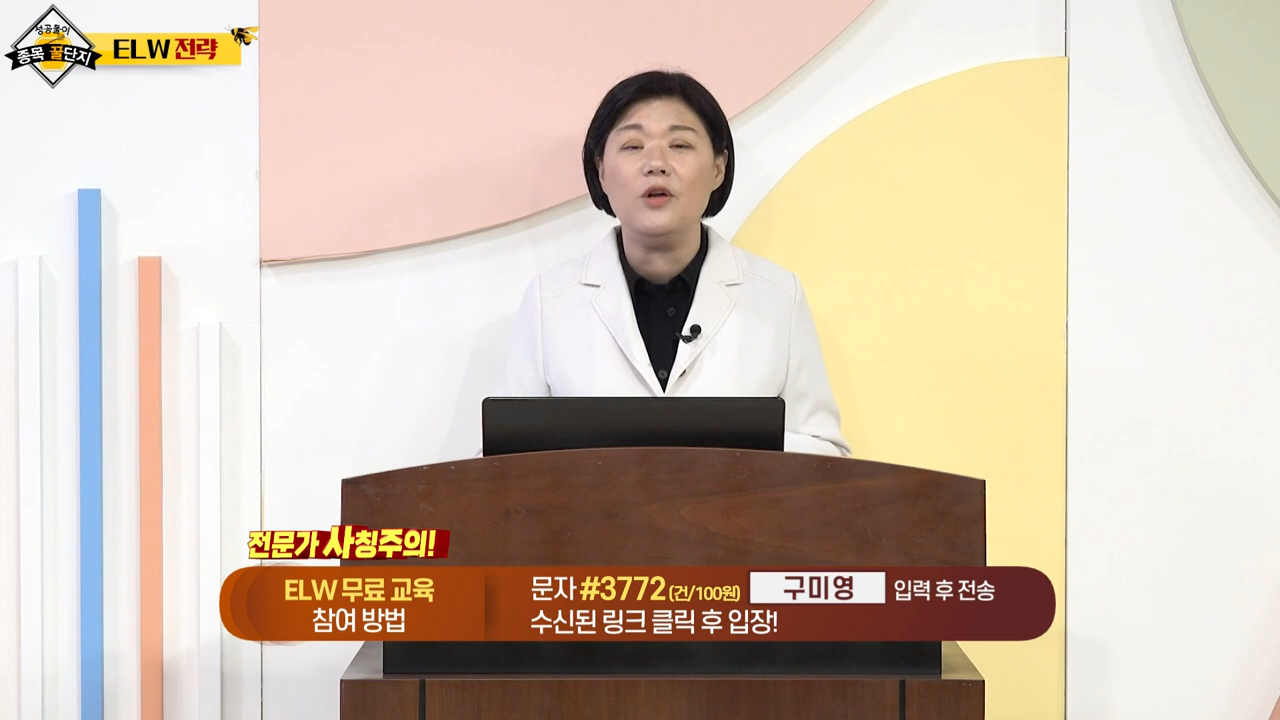 성공풀이
종목 꿀단지
ELW 전략
전문가 사칭주의!
ELW 무료 교육
참여 방법
문자 #3772 (건/100원) 구미영 입력 후 전송
수신된 링크 클릭 후 입장!